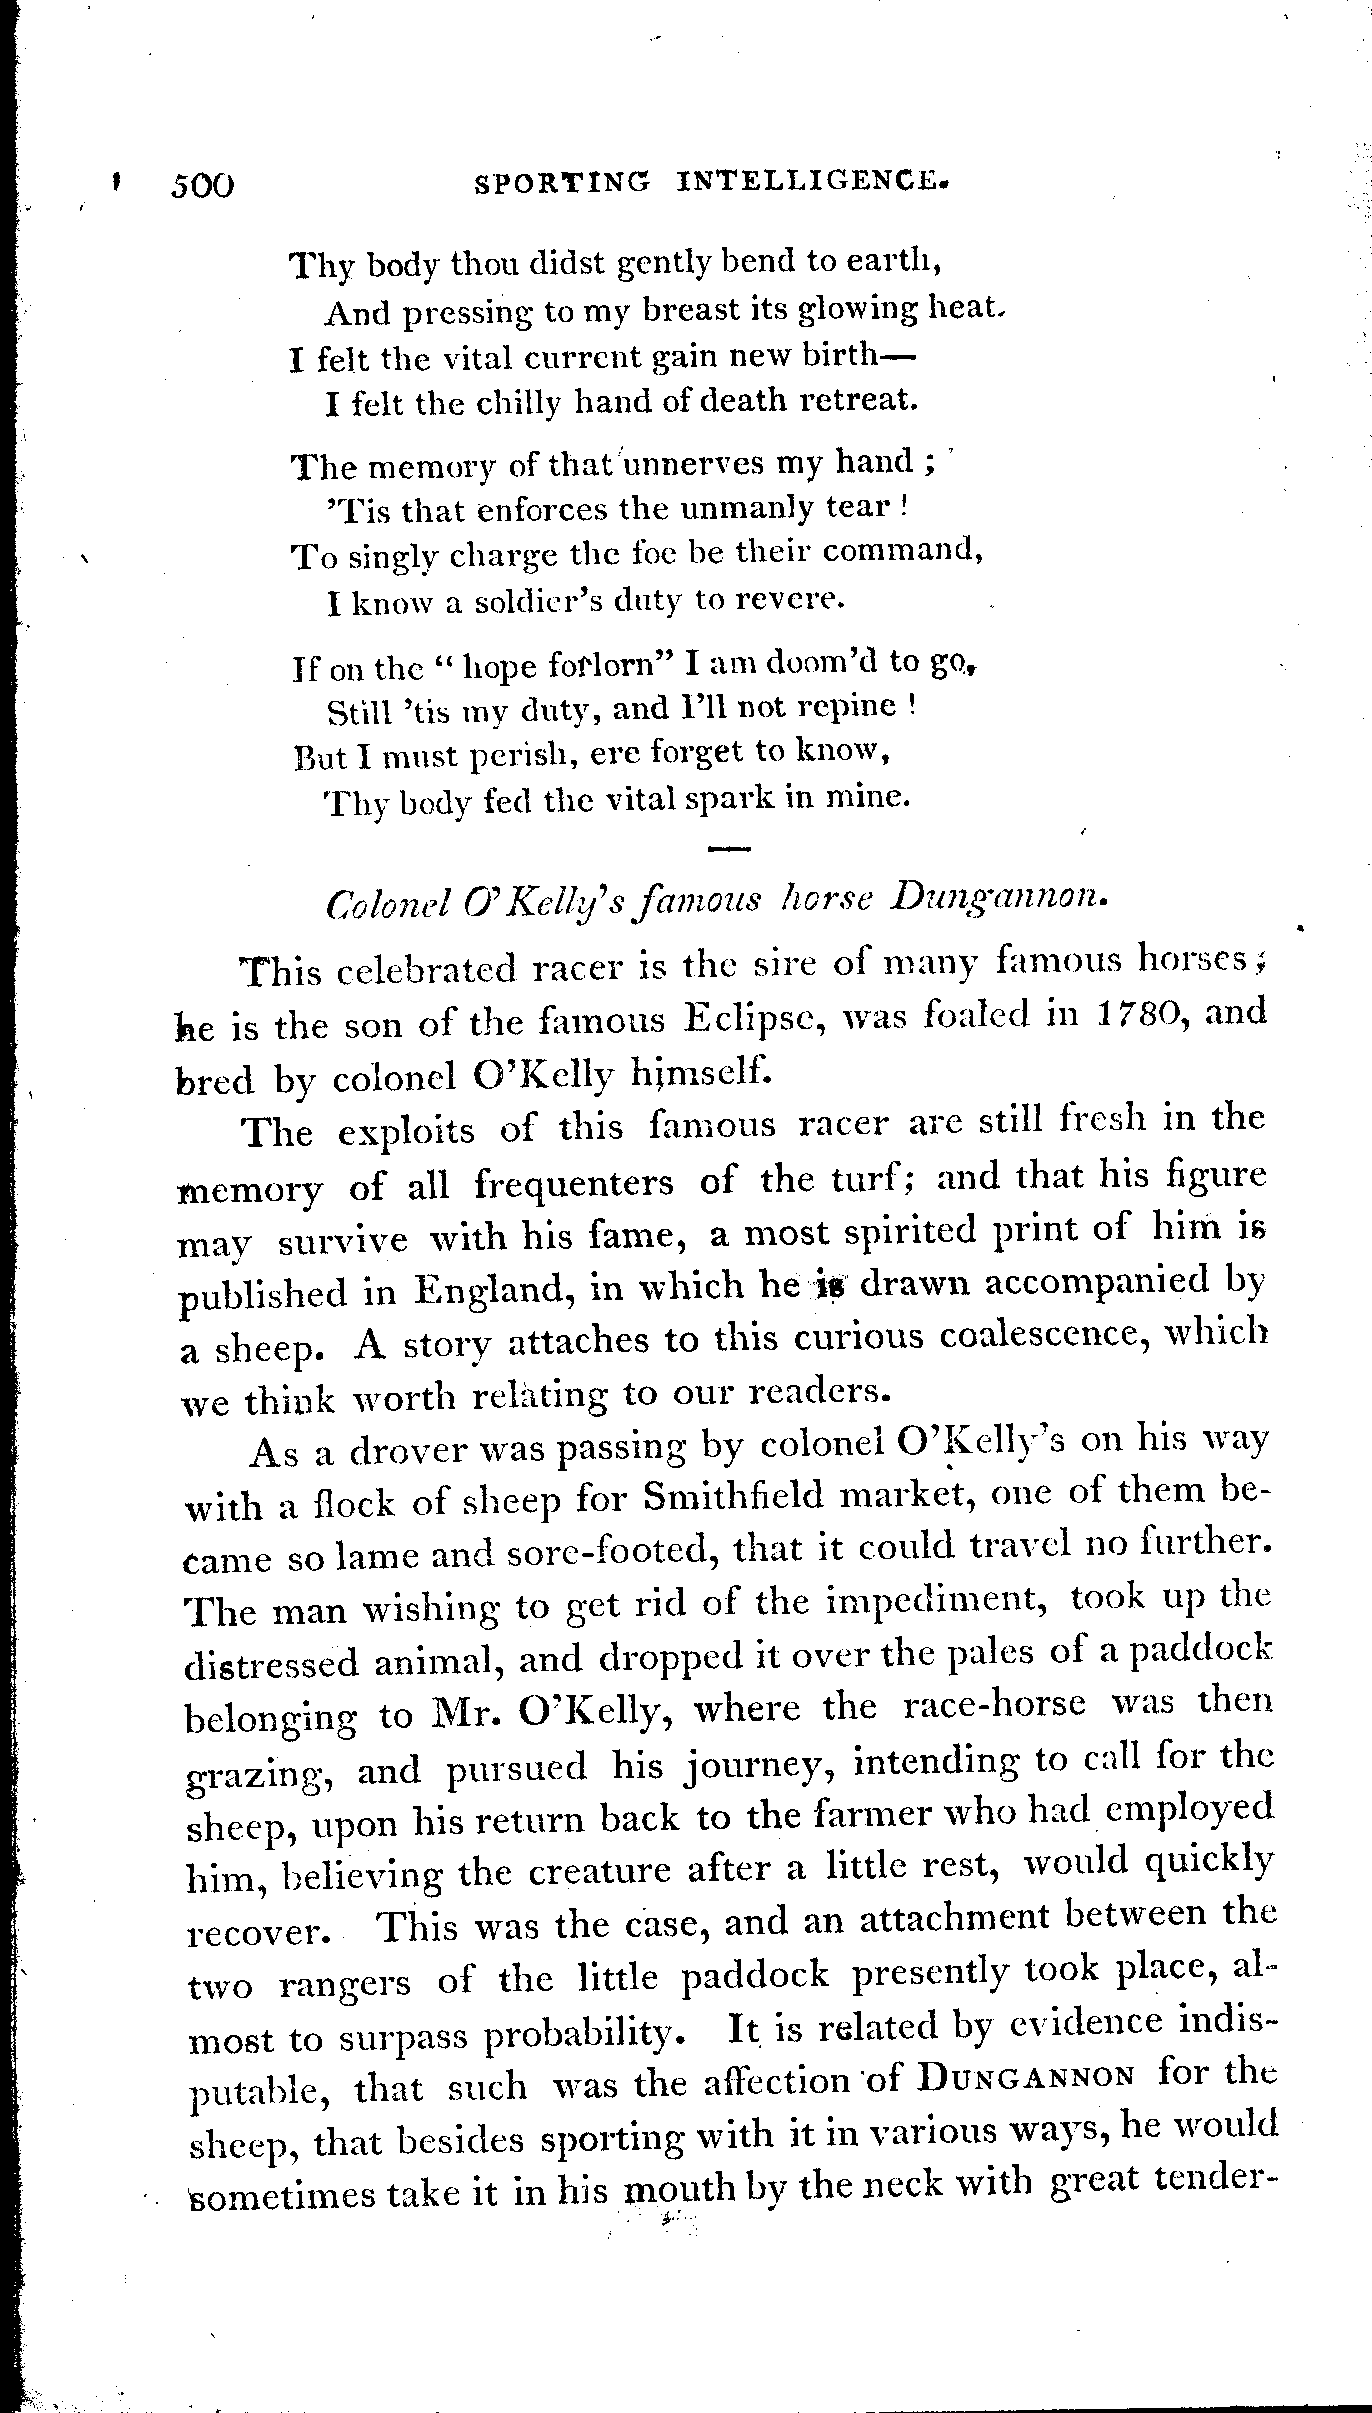 500 SPORTING INTELLIGENCE.
Thy body thou didst gently bend to earth,
And pressing to my breast its glowing heat.
I felt the vital current gain new birth—
I felt the chilly hand of death retreat.
The memory of that unnerves my hand ;
'Tis that enforces the unmanly tear !
To singly charge the foe be their command,
I know a soldier's duty to revere.
If on the “ hope forlorn” I am doom'd to go,
Still 'tis my duty, and I'll not repine !
But I must perish, ere forget to know,
Thy body fed the vital spark in mine.
Colonel O'Kelly's famous horse Dungannon.
This celebrated racer is the sire of many famous horses;
he is the son of the famous Eclipse, was foaled in 1780, and
bred by colonel O'Kelly himself.
The exploits of this famous racer are still fresh in the
memory of all frequenters of the turf; and that his figure
may survive with his fame, a most spirited print of him is
published in England, in which he is drawn accompanied by
a sheep. A story attaches to this curious coalescence, which
we think worth relating to our readers.
As a drover was passing by colonel O'Kelly's on his way
with a flock of sheep for Smithfield market, one of them be-
came so lame and sore-footed, that it could travel no further.
The man wishing to get rid of the impediment, took up the
distressed animal, and dropped it over the pales of a paddock
belonging to Mr. O'Kelly, where the race-horse was then
grazing, and pursued his journey, intending to call for the
sheep, upon his return back to the farmer who had employed
him, believing the creature after a little rest, would quickly
recover. This was the case, and an attachment between the
two rangers of the little paddock presently took place, al-
most to surpass probability. It is related by evidence indis-
putable, that such was the affection of DUNGANNON for the
sheep, that besides sporting with it in various ways, he would
sometimes take it in his mouth by the neck with great tender-